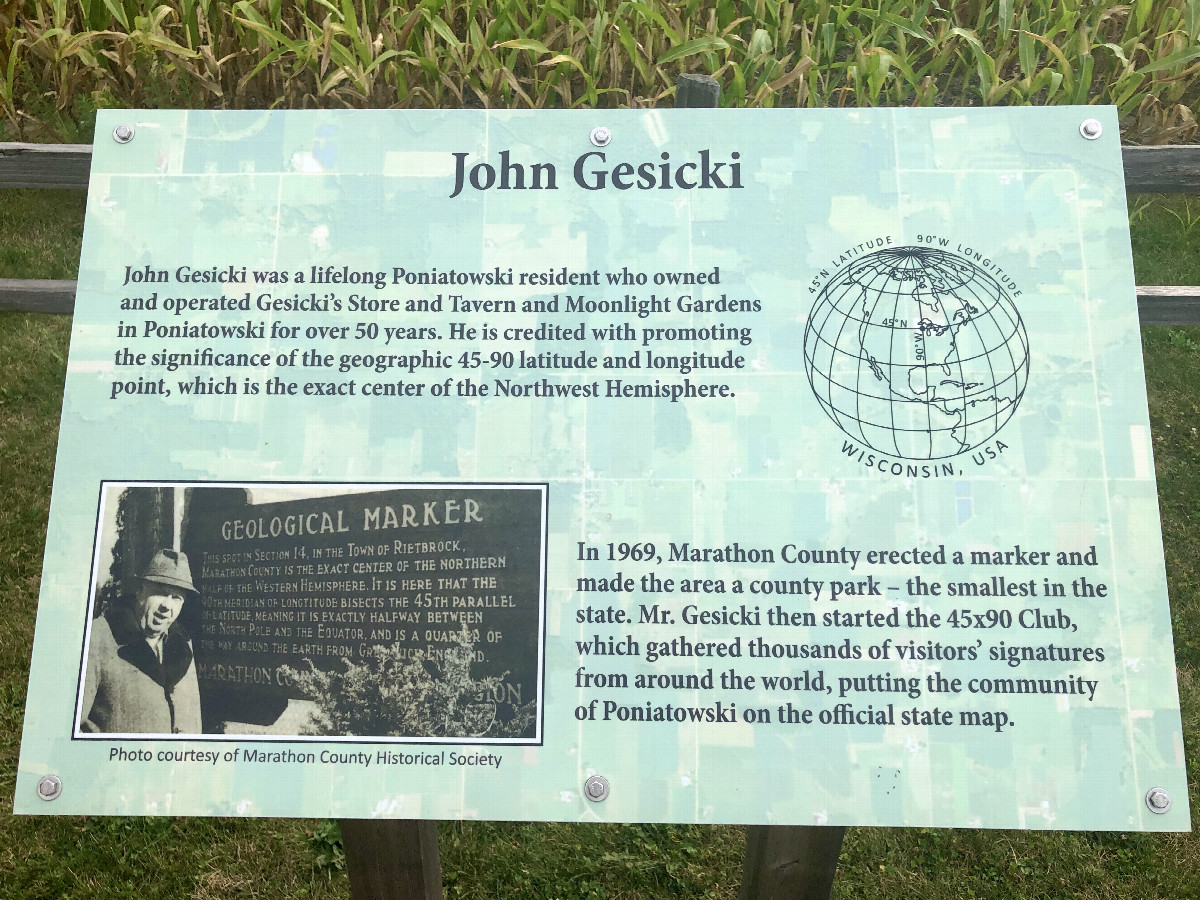 John Gesicki
John Gesicki was a lifelong Poniatowski resident who owned
and operated Gesicki's Store and Tavern and Moonlight Gardens
in Poniatowski for over 50 years. He is credited with promoting
the significance of the geographic 45-90 latitude and longitude
point, which is the exact center of the Northwest Hemisphere.
45°N LATITUDE 90°W LONGITUDE
45°N
90°W
WISCONSIN, USA
GEOLOGICAL MARKER
THIS SPOT IN SECTION 14, IN THE TOWN OF RIETBROCK,
MARATHON COUNTY IS THE EXACT CENTER OF THE NORTHERN
HALF OF THE WESTERN HEMISPHERE. IT IS HERE THAT THE
90TH MERIDIAN OF LONGTITUDE BISECTS THE 45TH PARALLEL
OF LATITUDE, MEANING IT IS EXACTLY HALFWAY BETWEEN
THE NORTH POLE AND THE EQUATOR, AND IS A QUARTER OF
THE WAY AROUND THE EARTH FROM GREENWICH ENGLAND.
MARATHON
Photo courtesy of Marathon County Historical Society
In 1969, Marathon County erected a marker and
made the area a county park – the smallest in the
state. Mr. Gesicki then started the 45x90 Club,
which gathered thousands of visitors' signatures
from around the world, putting the community
of Poniatowski on the official state map.